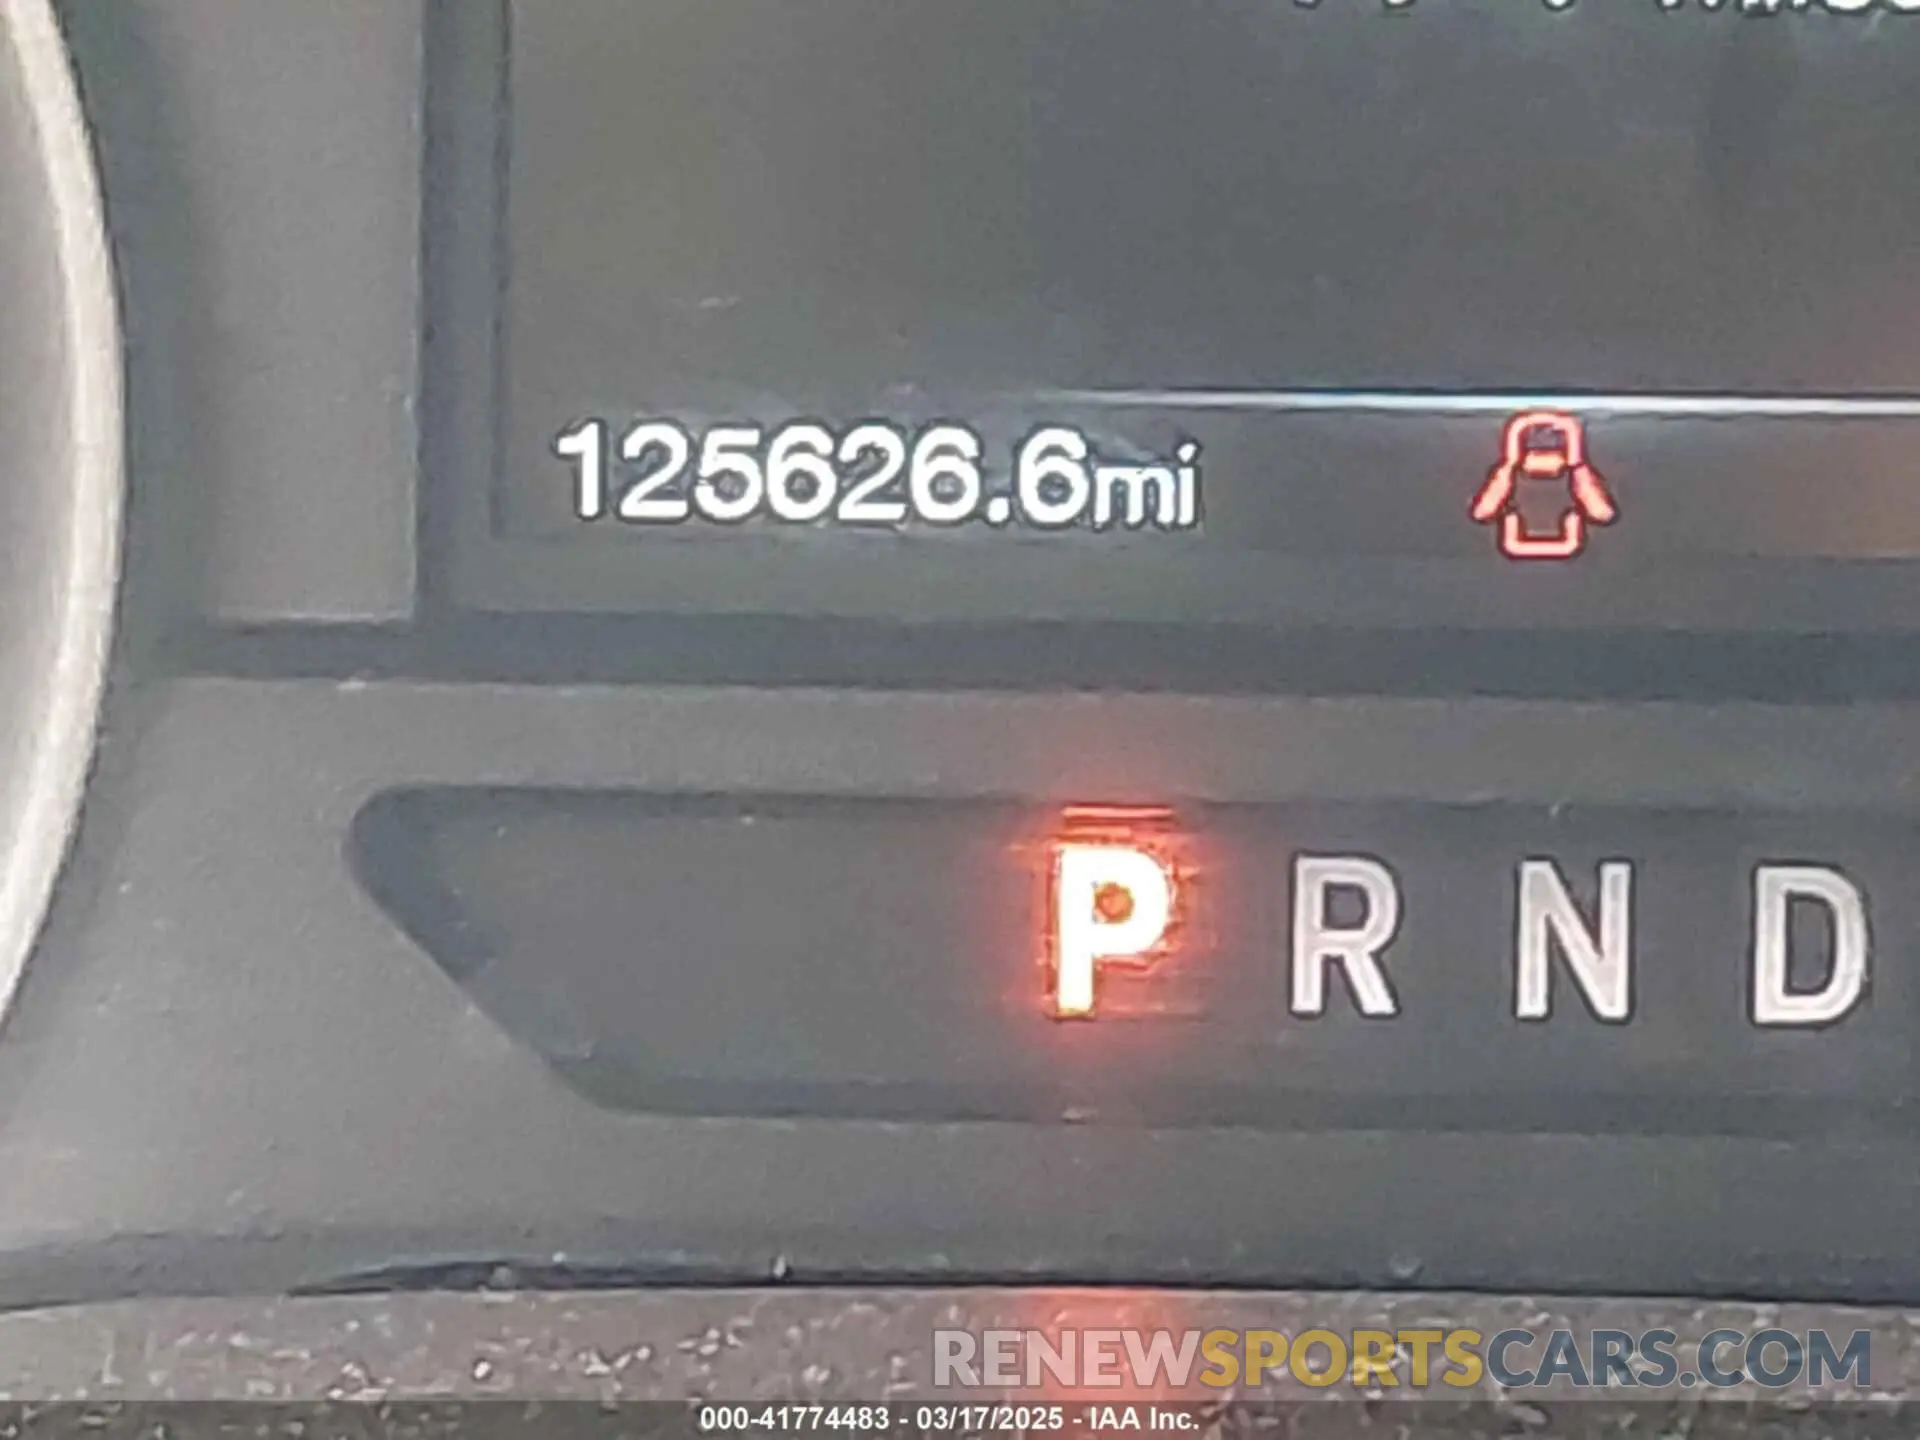 125626.6mi
P R N D
RENEWSPORTSCARS.COM
000-41774483 - 03/17/2025 - IAA Inc.